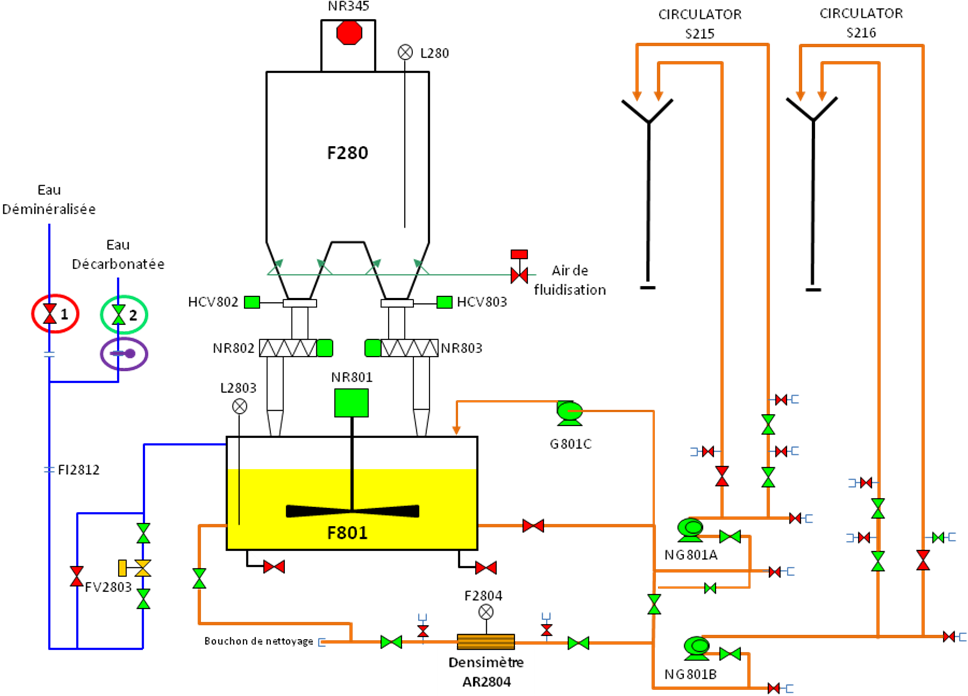 NR345
CIRCULATOR
S215
CIRCULATOR
S216
L280
F280
Eau
Déminéralisée
Eau
Décarbonatée
Air de
fluidisation
HCV802
HCV803
1
2
NR802
NR803
NR801
L2803
G801C
FI2812
F801
NG801A
FV2803
F2804
Bouchon de nettoyage
Densimètre
AR2804
NG801B